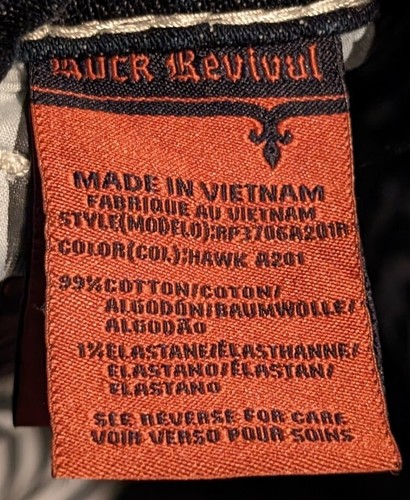 Rock Revival
MADE IN VIETNAM
FABRIQUE AU VIETNAM
STYLE(MODELO):RP3706A201R
COLOR(COL):HAWK A201
99%COTTON/COTON/
ALGODÓN/BAUMWOLLE/
ALGODÃO
1%ELASTANE/ÉLASTHANNE/
ELASTANO/ÉLASTAN/
ELASTANO
SEE REVERSE FOR CARE
VOIR VERSO POUR SOINS